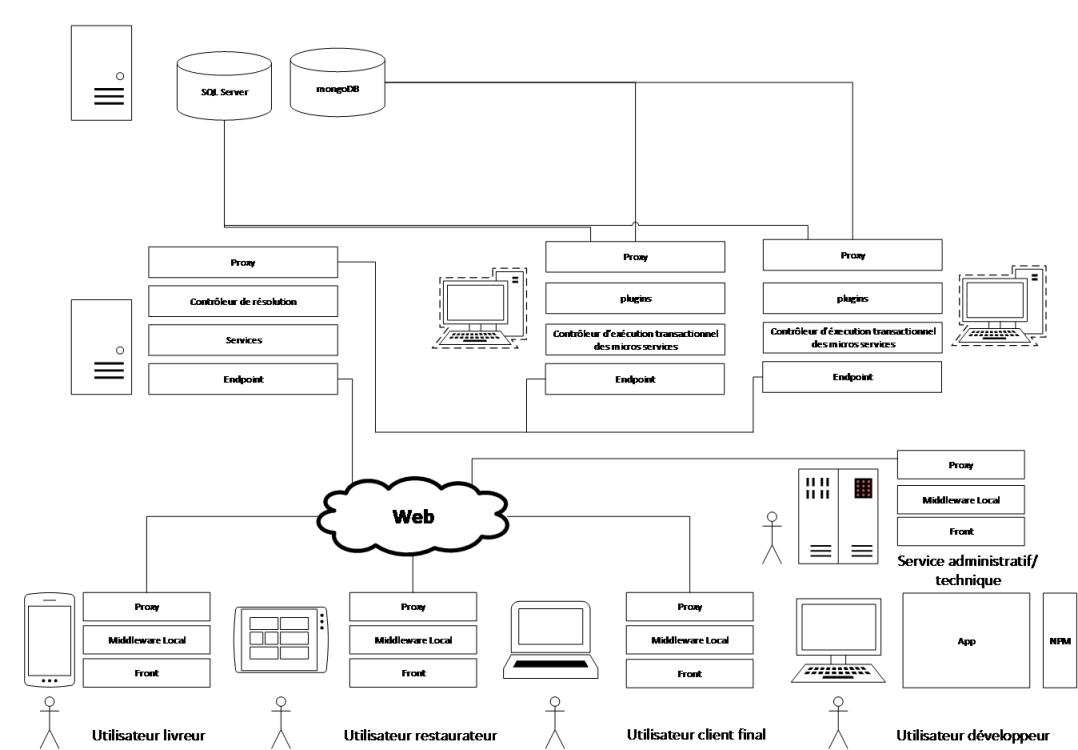 SQL Server
mongoDB
Proxy
Contrôleur de résolution
Services
Endpoint
Proxy
plugins
Contrôleur d'exécution transactionnel
des micros services
Endpoint
Proxy
plugins
Contrôleur d'éxecution transactionnel
des micros services
Endpoint
Web
Proxy
Middleware Local
Front
Service administratif/
technique
Proxy
Middleware Local
Front
Utilisateur livreur
Proxy
Middleware Local
Front
Utilisateur restaurateur
Proxy
Middleware Local
Front
Utilisateur client final
App
NPM
Utilisateur développeur